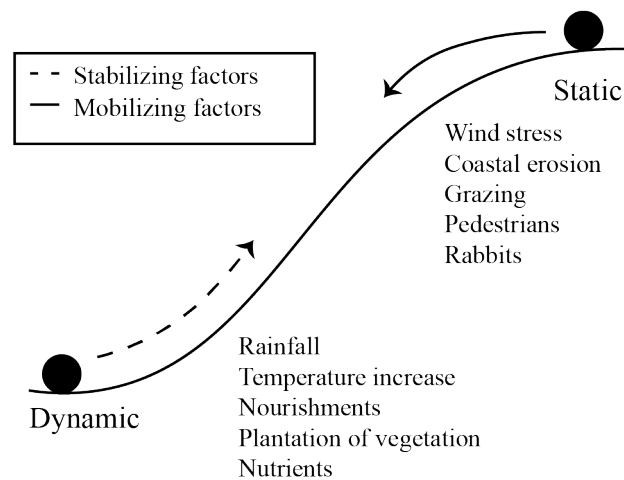 Stabilizing factors
Mobilizing factors
Static
Wind stress
Coastal erosion
Grazing
Pedestrians
Rabbits
Rainfall
Temperature increase
Nourishments
Plantation of vegetation
Nutrients
Dynamic